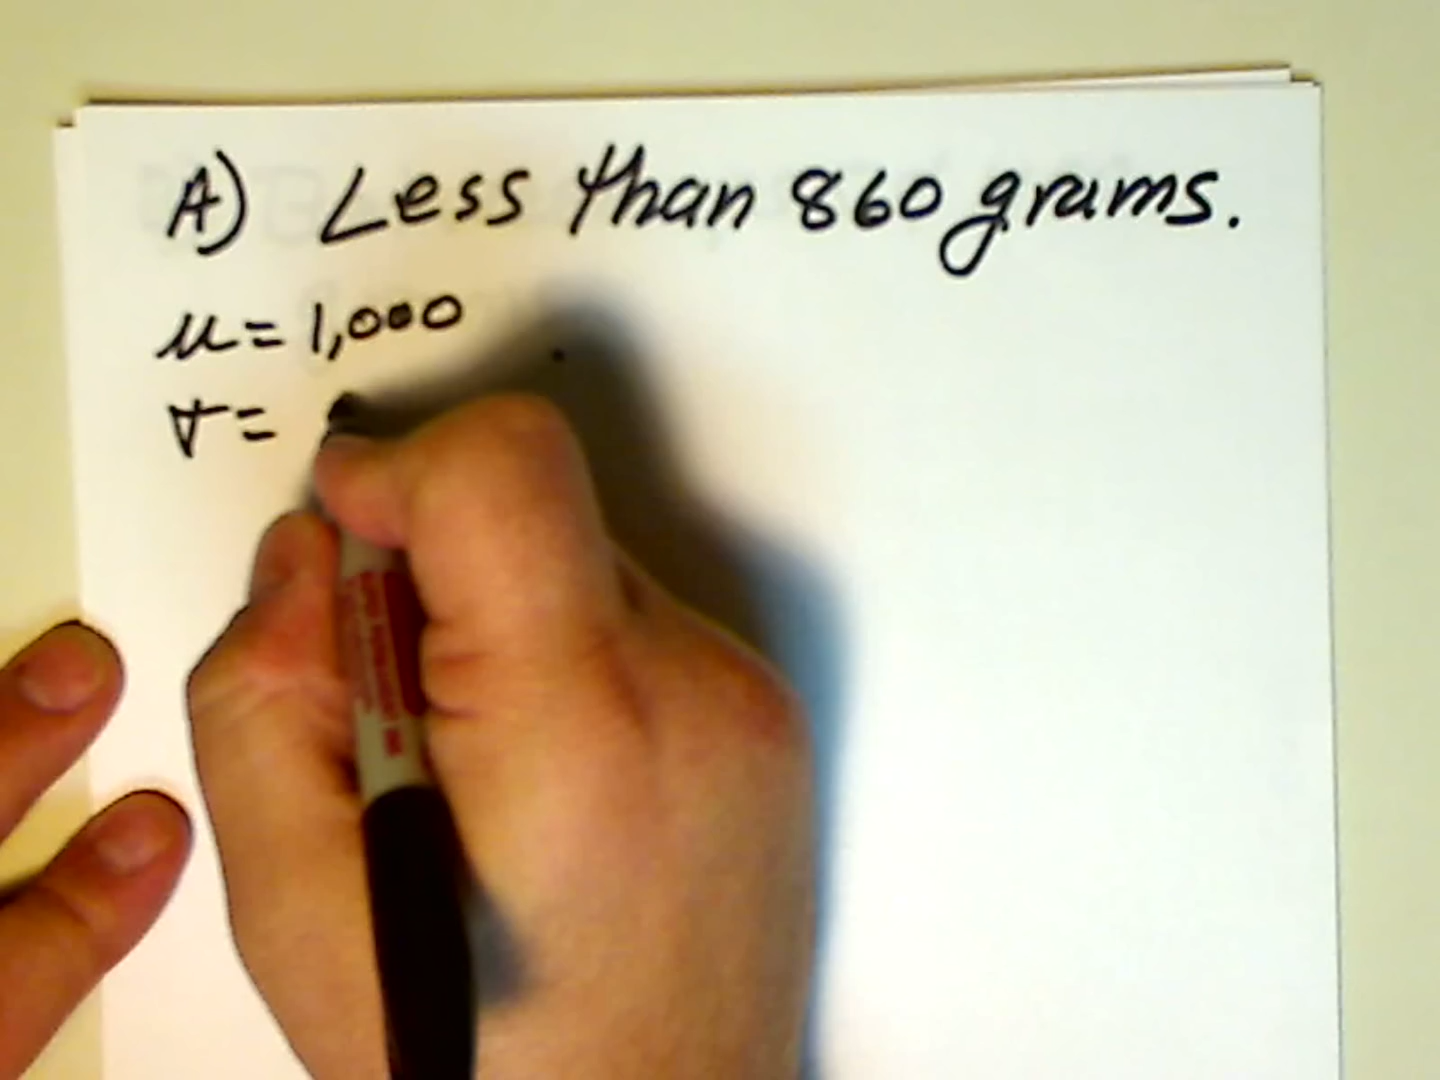 A) Less than 860 grams.
μ = 1,000
σ =